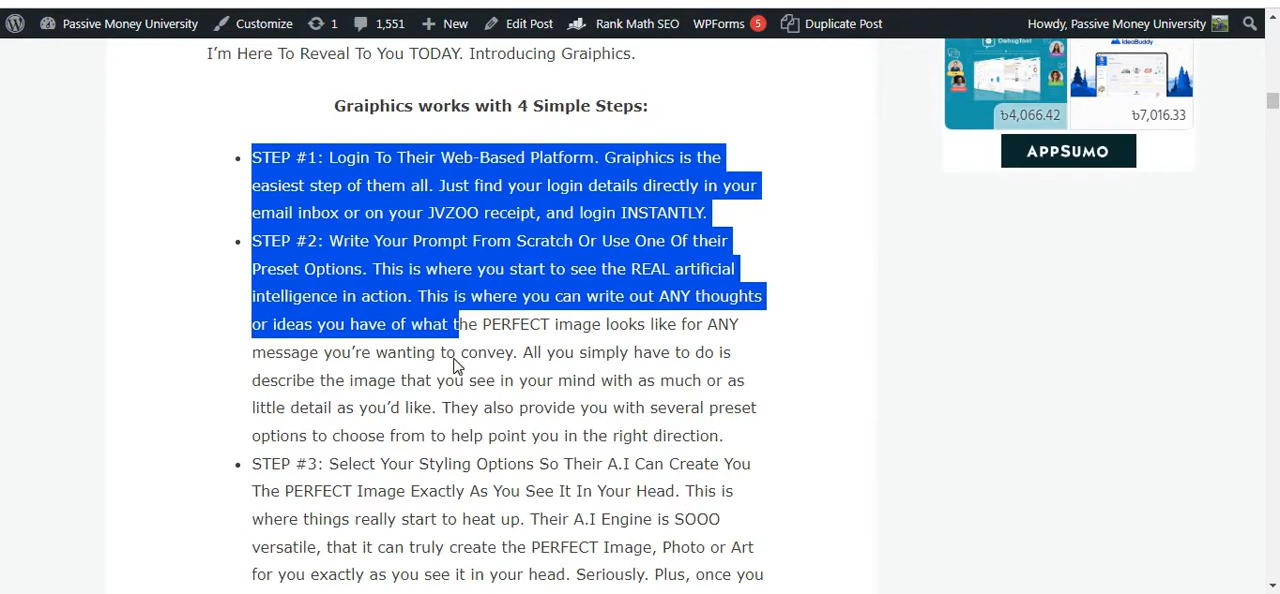 Passive Money University Customize 1 1,551 New Edit Post Rank Math SEO WPForms 5 Duplicate Post Howdy, Passive Money University
I’m Here To Reveal To You TODAY. Introducing Graiphics.
Graiphics works with 4 Simple Steps:
STEP #1: Login To Their Web-Based Platform. Graiphics is the
easiest step of them all. Just find your login details directly in your
email inbox or on your JVZOO receipt, and login INSTANTLY.
STEP #2: Write Your Prompt From Scratch Or Use One Of their
Preset Options. This is where you start to see the REAL artificial
intelligence in action. This is where you can write out ANY thoughts
or ideas you have of what the PERFECT image looks like for ANY
message you’re wanting to convey. All you simply have to do is
describe the image that you see in your mind with as much or as
little detail as you’d like. They also provide you with several preset
options to choose from to help point you in the right direction.
STEP #3: Select Your Styling Options So Their A.I Can Create You
The PERFECT Image Exactly As You See It In Your Head. This is
where things really start to heat up. Their A.I Engine is SOOO
versatile, that it can truly create the PERFECT Image, Photo or Art
for you exactly as you see it in your head. Seriously. Plus, once you
DebugTool
IdeaBuddy
৳4,066.42
৳7,016.33
APPSUMO